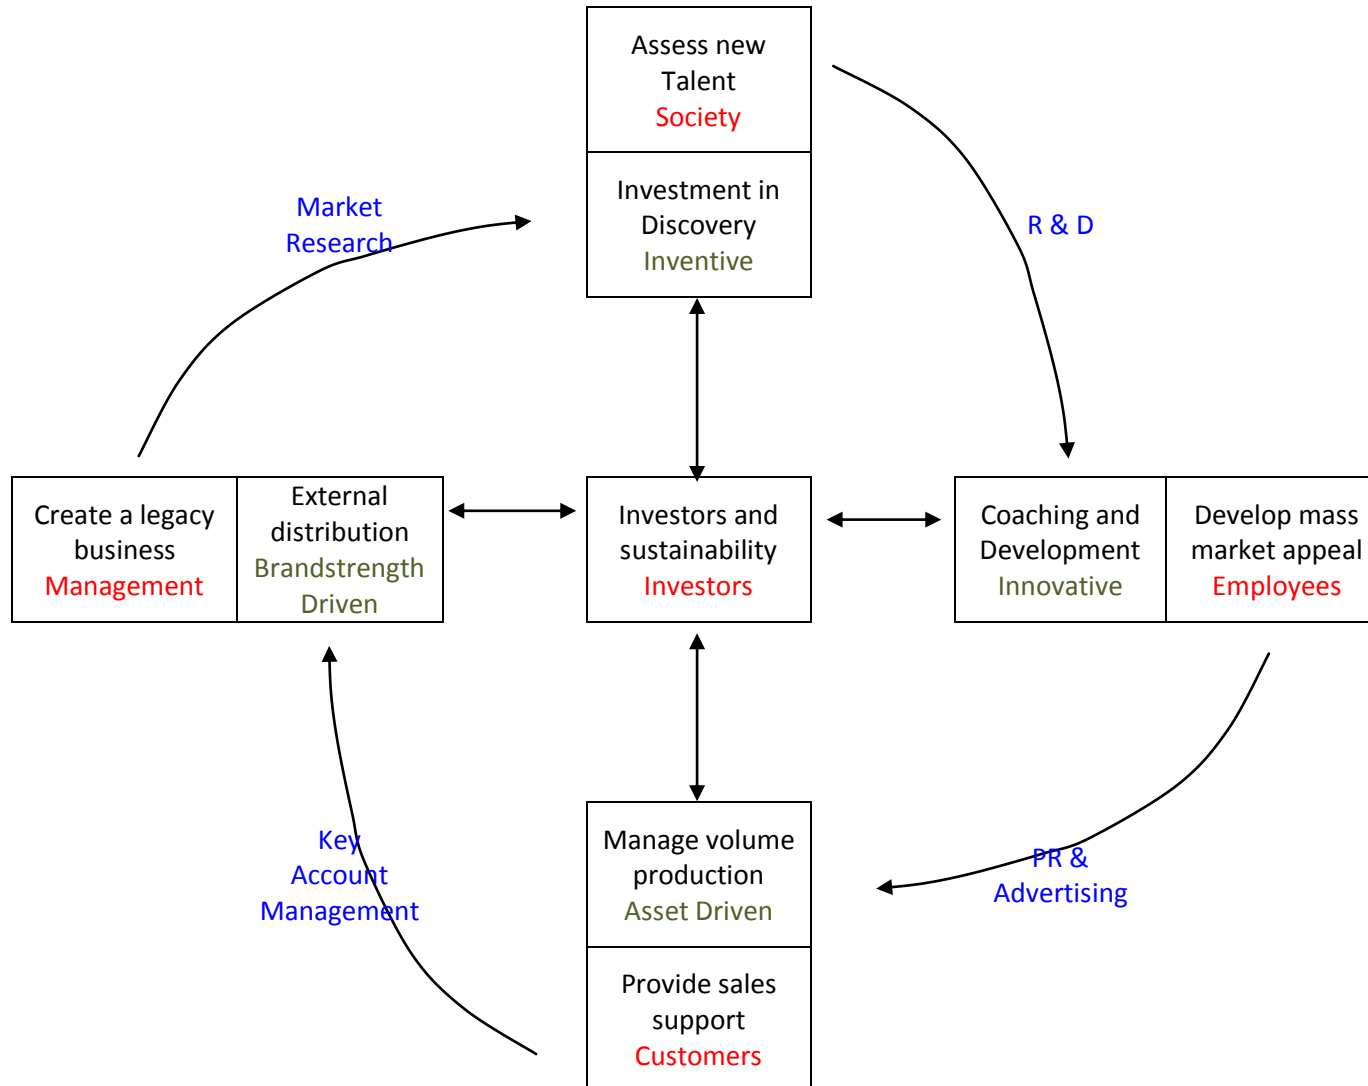 Assess new
Talent
Society
Investment in
Discovery
Inventive
Market
Research
R & D
Create a legacy
business
Management
External
distribution
Brandstrength
Driven
Investors and
sustainability
Investors
Coaching and
Development
Innovative
Develop mass
market appeal
Employees
Key
Account
Management
Manage volume
production
Asset Driven
PR &
Advertising
Provide sales
support
Customers